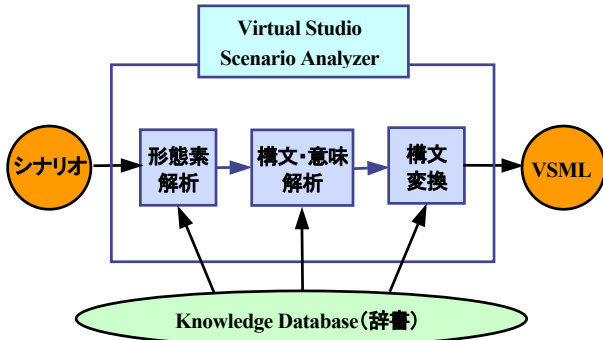 Virtual Studio
Scenario Analyzer
シナリオ
形態素
解析
構文・意味
解析
構文
変換
VSML
Knowledge Database(辞書)